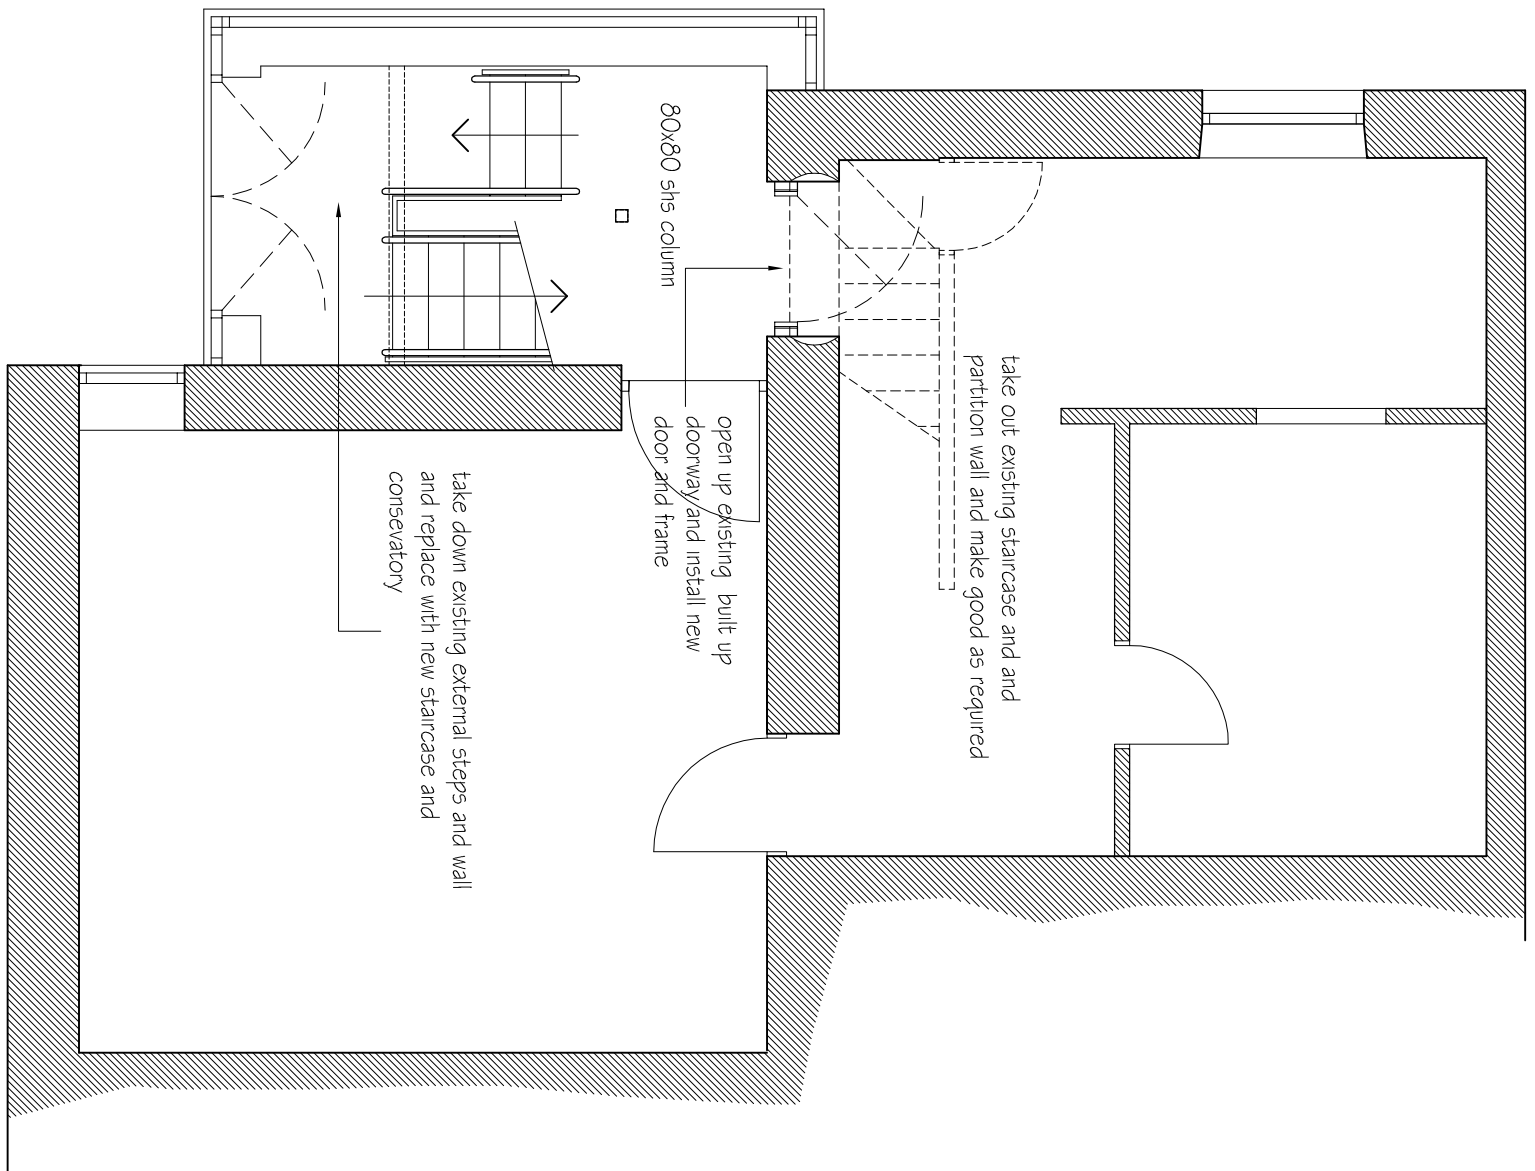 80x80 shs column
take out existing staircase and and
partition wall and make good as required
open up existing built up
doorway and install new
door and frame
take down existing external steps and wall
and replace with new staircase and
consevatory